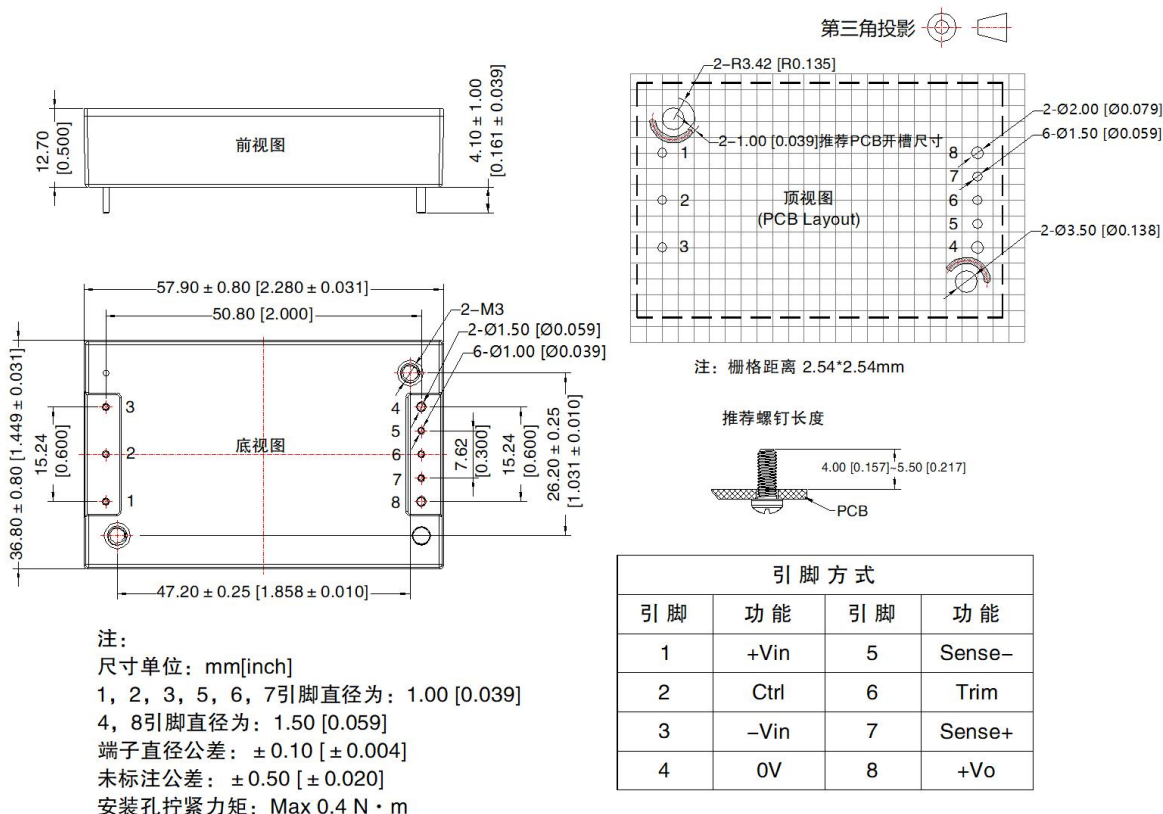 第三角投影
12.70
[0.500]
前视图
4.10 ± 1.00
[0.161 ± 0.039]
2-R3.42 [R0.135]
2-1.00 [0.039]推荐PCB开槽尺寸
2-Ø2.00 [Ø0.079]
6-Ø1.50 [Ø0.059]
2-Ø3.50 [Ø0.138]
1
2
3
8
7
6
5
4
顶视图
(PCB Layout)
注：栅格距离 2.54*2.54mm
57.90 ± 0.80 [2.280 ± 0.031]
50.80 [2.000]
2-M3
2-Ø1.50 [Ø0.059]
6-Ø1.00 [Ø0.039]
36.80 ± 0.80 [1.449 ± 0.031]
15.24
[0.600]
3
2
1
底视图
4
5
6
7
8
7.62
[0.300]
15.24
[0.600]
26.20 ± 0.25
[1.031 ± 0.010]
47.20 ± 0.25 [1.858 ± 0.010]
推荐螺钉长度
4.00 [0.157]~5.50 [0.217]
PCB
注：
尺寸单位：mm[inch]
1，2，3，5，6，7引脚直径为：1.00 [0.039]
4，8引脚直径为：1.50 [0.059]
端子直径公差：± 0.10 [ ± 0.004]
未标注公差：± 0.50 [ ± 0.020]
安装孔拧紧力矩：Max 0.4 N・m
引脚方式
引脚 功能 引脚 功能
1 +Vin 5 Sense−
2 Ctrl 6 Trim
3 −Vin 7 Sense+
4 0V 8 +Vo